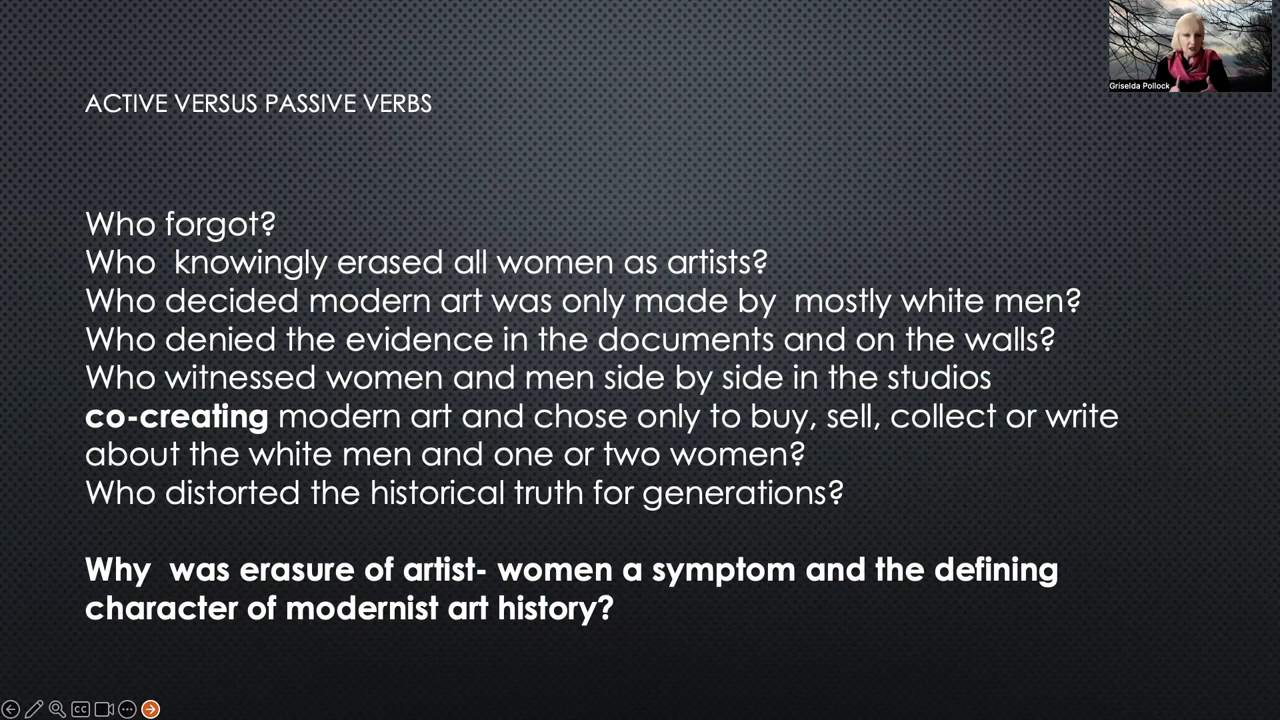 Griselda Pollock
ACTIVE VERSUS PASSIVE VERBS
Who forgot?
Who  knowingly erased all women as artists?
Who decided modern art was only made by  mostly white men?
Who denied the evidence in the documents and on the walls?
Who witnessed women and men side by side in the studios
co-creating modern art and chose only to buy, sell, collect or write
about the white men and one or two women?
Who distorted the historical truth for generations?
Why  was erasure of artist- women a symptom and the defining
character of modernist art history?
CC